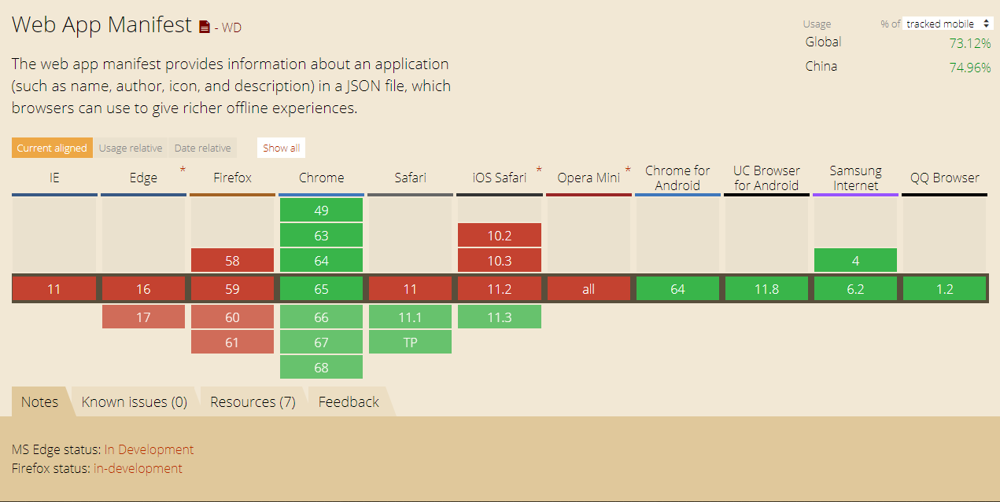 Web App Manifest - WD
Usage % of tracked mobile
Global 73.12%
China 74.96%
The web app manifest provides information about an application
(such as name, author, icon, and description) in a JSON file, which
browsers can use to give richer offline experiences.
Current aligned Usage relative Date relative Show all
IE Edge * Firefox Chrome Safari iOS Safari * Opera Mini * Chrome for Android UC Browser for Android Samsung Internet QQ Browser
49
63 10.2
58 64 10.3 4
11 16 59 65 11 11.2 all 64 11.8 6.2 1.2
17 60 66 11.1 11.3
61 67 TP
68
Notes Known issues (0) Resources (7) Feedback
MS Edge status: In Development
Firefox status: in-development